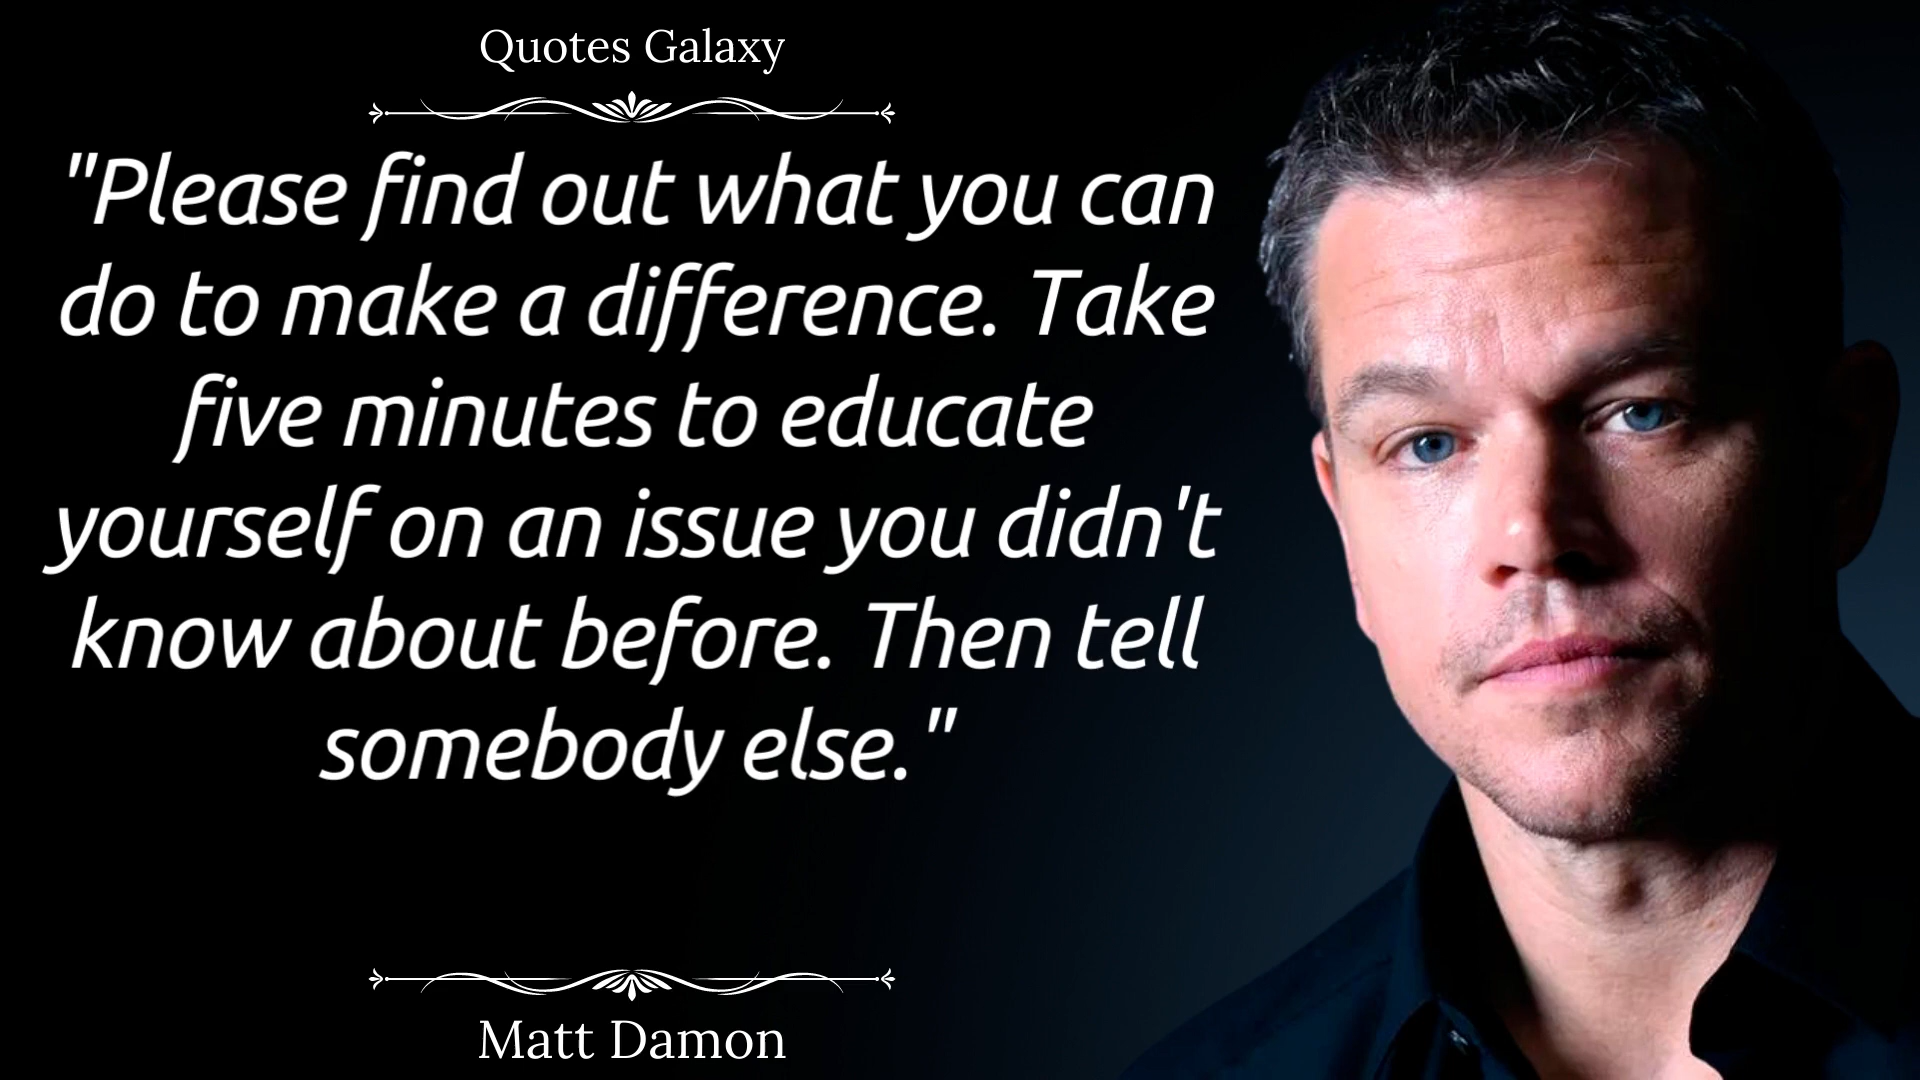 Quotes Galaxy
"Please find out what you can
do to make a difference. Take
five minutes to educate
yourself on an issue you didn't
know about before. Then tell
somebody else."
Matt Damon